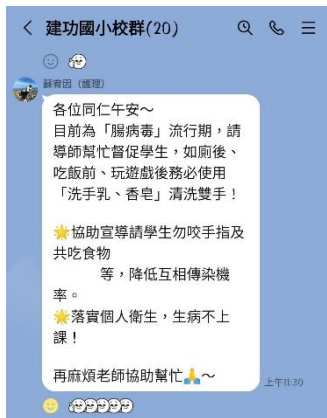 建功國小校群(20)
蘇宥因（護理）
各位同仁午安～
目前為「腸病毒」流行期，請
導師幫忙督促學生，如廁後、
吃飯前、玩遊戲後務必使用
「洗手乳、香皂」清洗雙手！
🌟協助宣導請學生勿咬手指及
共吃食物
等，降低互相傳染機
率。
🌟落實個人衛生，生病不上
課！
再麻煩老師協助幫忙🙏～
上午11:30